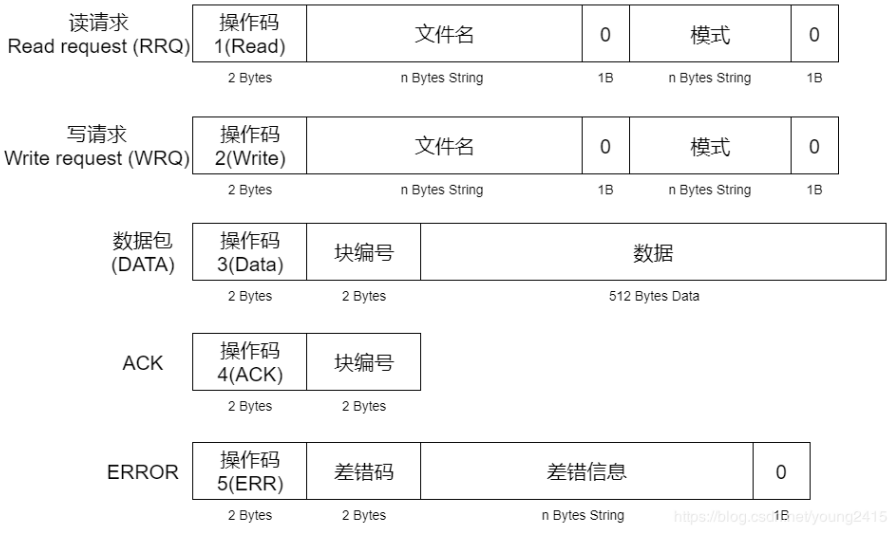 读请求
Read request (RRQ)
操作码
1(Read)
文件名
0
模式
0
2 Bytes
n Bytes String
1B
n Bytes String
1B
写请求
Write request (WRQ)
操作码
2(Write)
文件名
0
模式
0
2 Bytes
n Bytes String
1B
n Bytes String
1B
数据包
(DATA)
操作码
3(Data)
块编号
数据
2 Bytes
2 Bytes
512 Bytes Data
ACK
操作码
4(ACK)
块编号
2 Bytes
2 Bytes
ERROR
操作码
5(ERR)
差错码
差错信息
0
2 Bytes
2 Bytes
n Bytes String
1B
https://blog.csdn.net/young2415